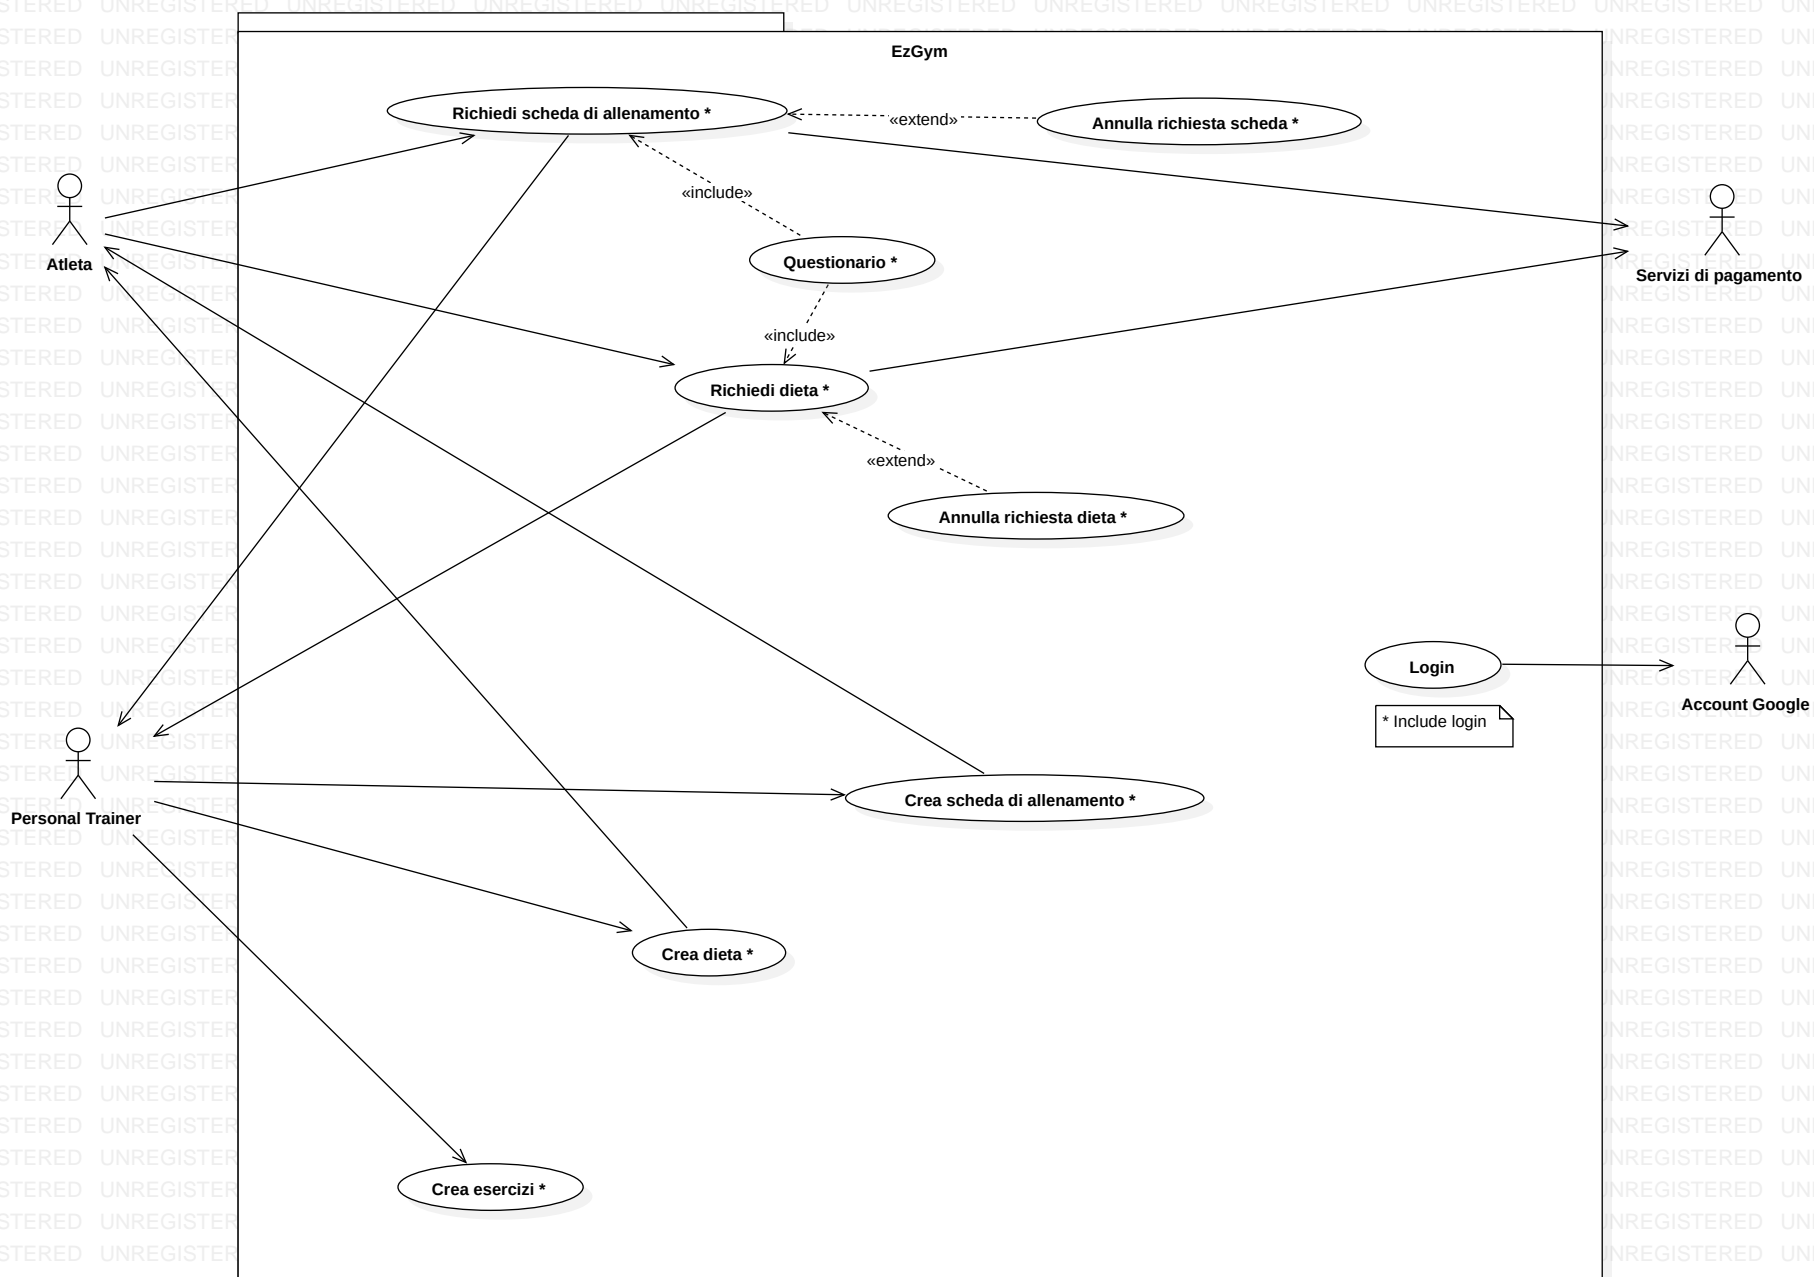 EzGym
Richiedi scheda di allenamento *
«extend»
Annulla richiesta scheda *
«include»
Atleta
Questionario *
Servizi di pagamento
«include»
Richiedi dieta *
«extend»
Annulla richiesta dieta *
Login
Account Google
* Include login
Crea scheda di allenamento *
Personal Trainer
Crea dieta *
Crea esercizi *
UNREGISTERED